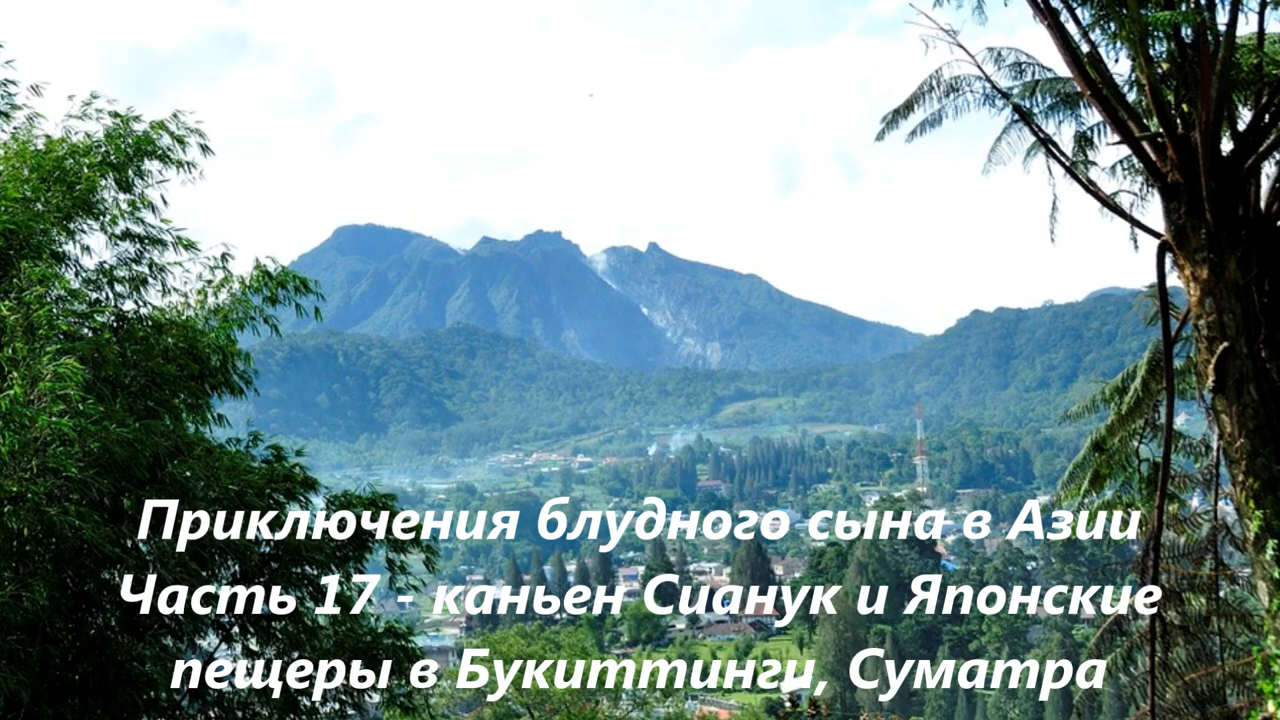 Приключения блудного сына в Азии
Часть 17 - каньен Сианук и Японские
пещеры в Букиттинги, Суматра